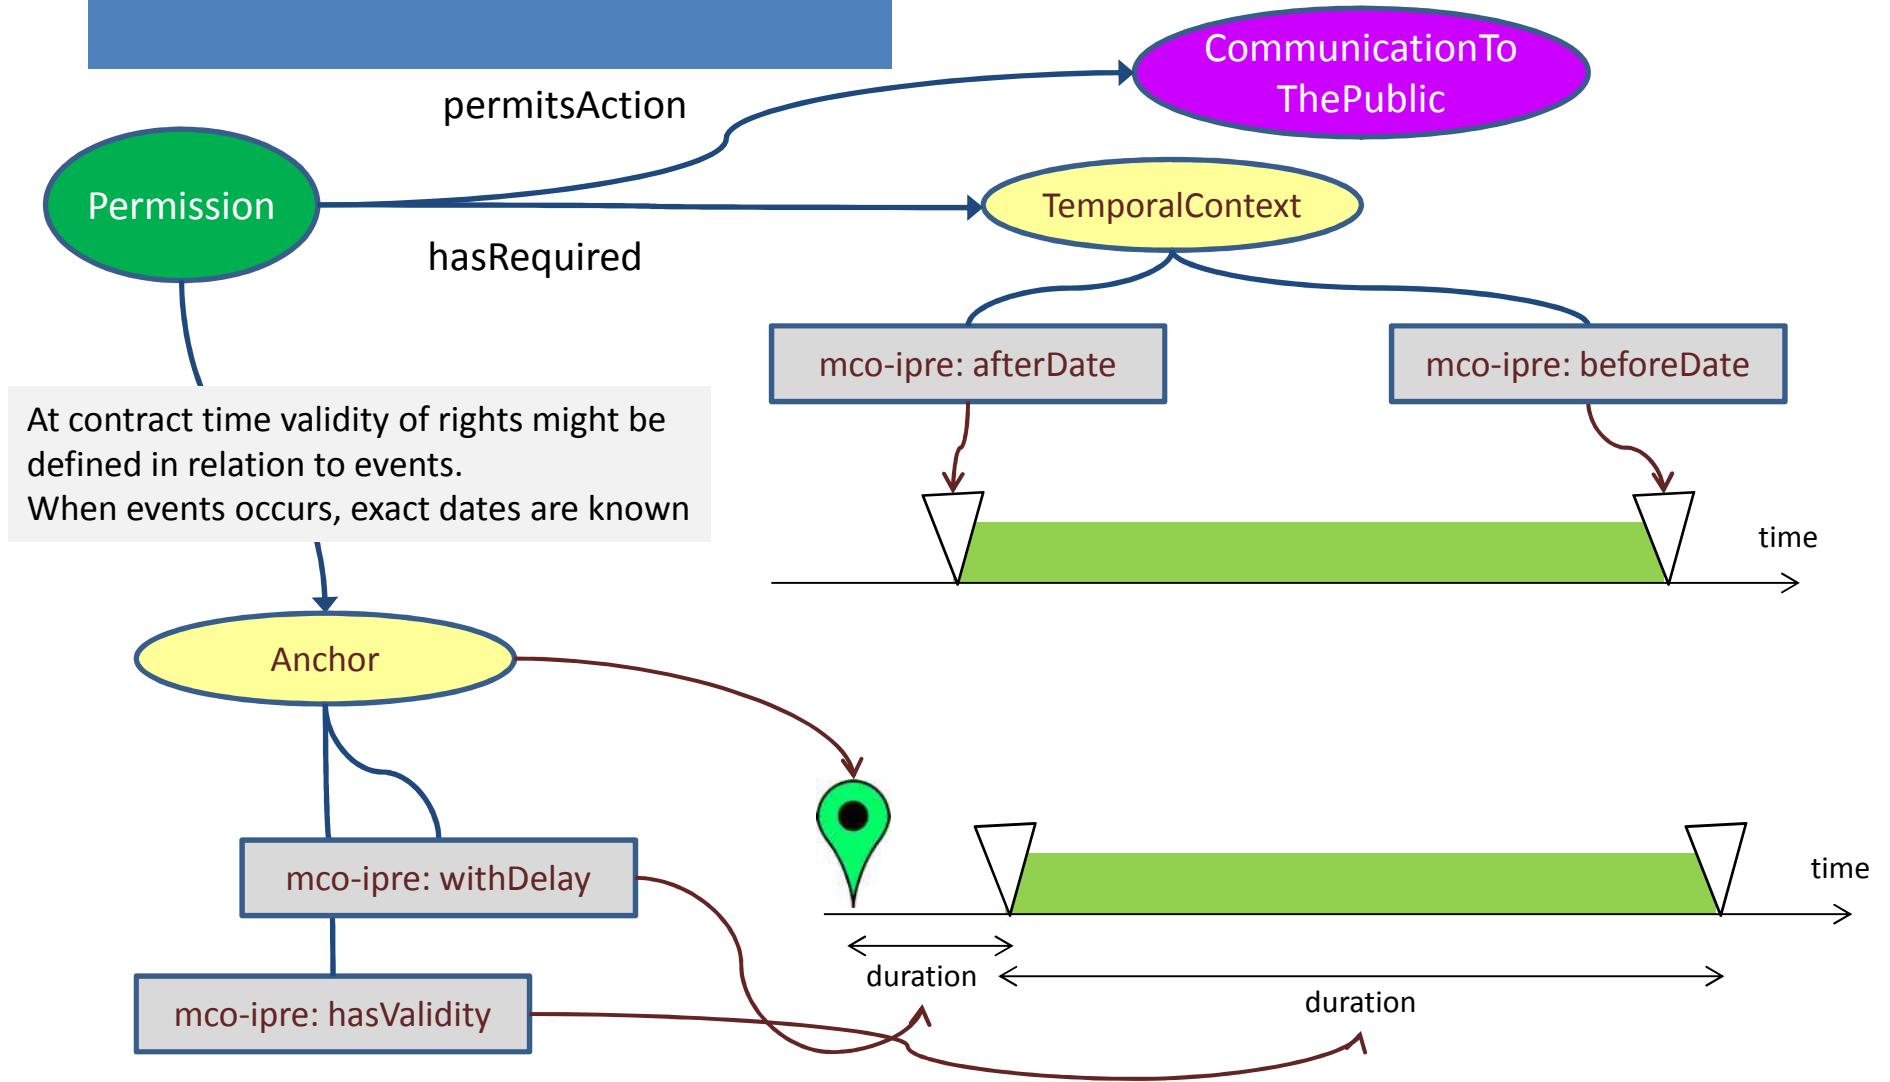 CommunicationTo
ThePublic
permitsAction
Permission
TemporalContext
hasRequired
mco-ipre: afterDate
mco-ipre: beforeDate
At contract time validity of rights might be
defined in relation to events.
When events occurs, exact dates are known
time
Anchor
mco-ipre: withDelay
time
duration
mco-ipre: hasValidity
duration